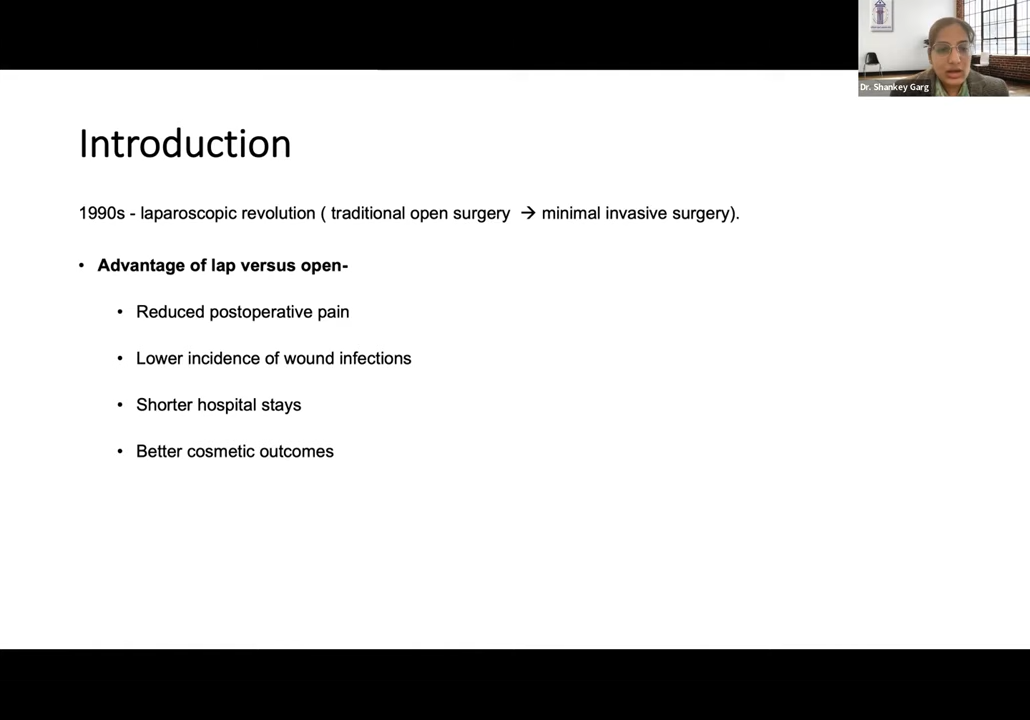 Dr. Shankey Garg
Introduction
1990s - laparoscopic revolution ( traditional open surgery → minimal invasive surgery).
• Advantage of lap versus open-
• Reduced postoperative pain
• Lower incidence of wound infections
• Shorter hospital stays
• Better cosmetic outcomes